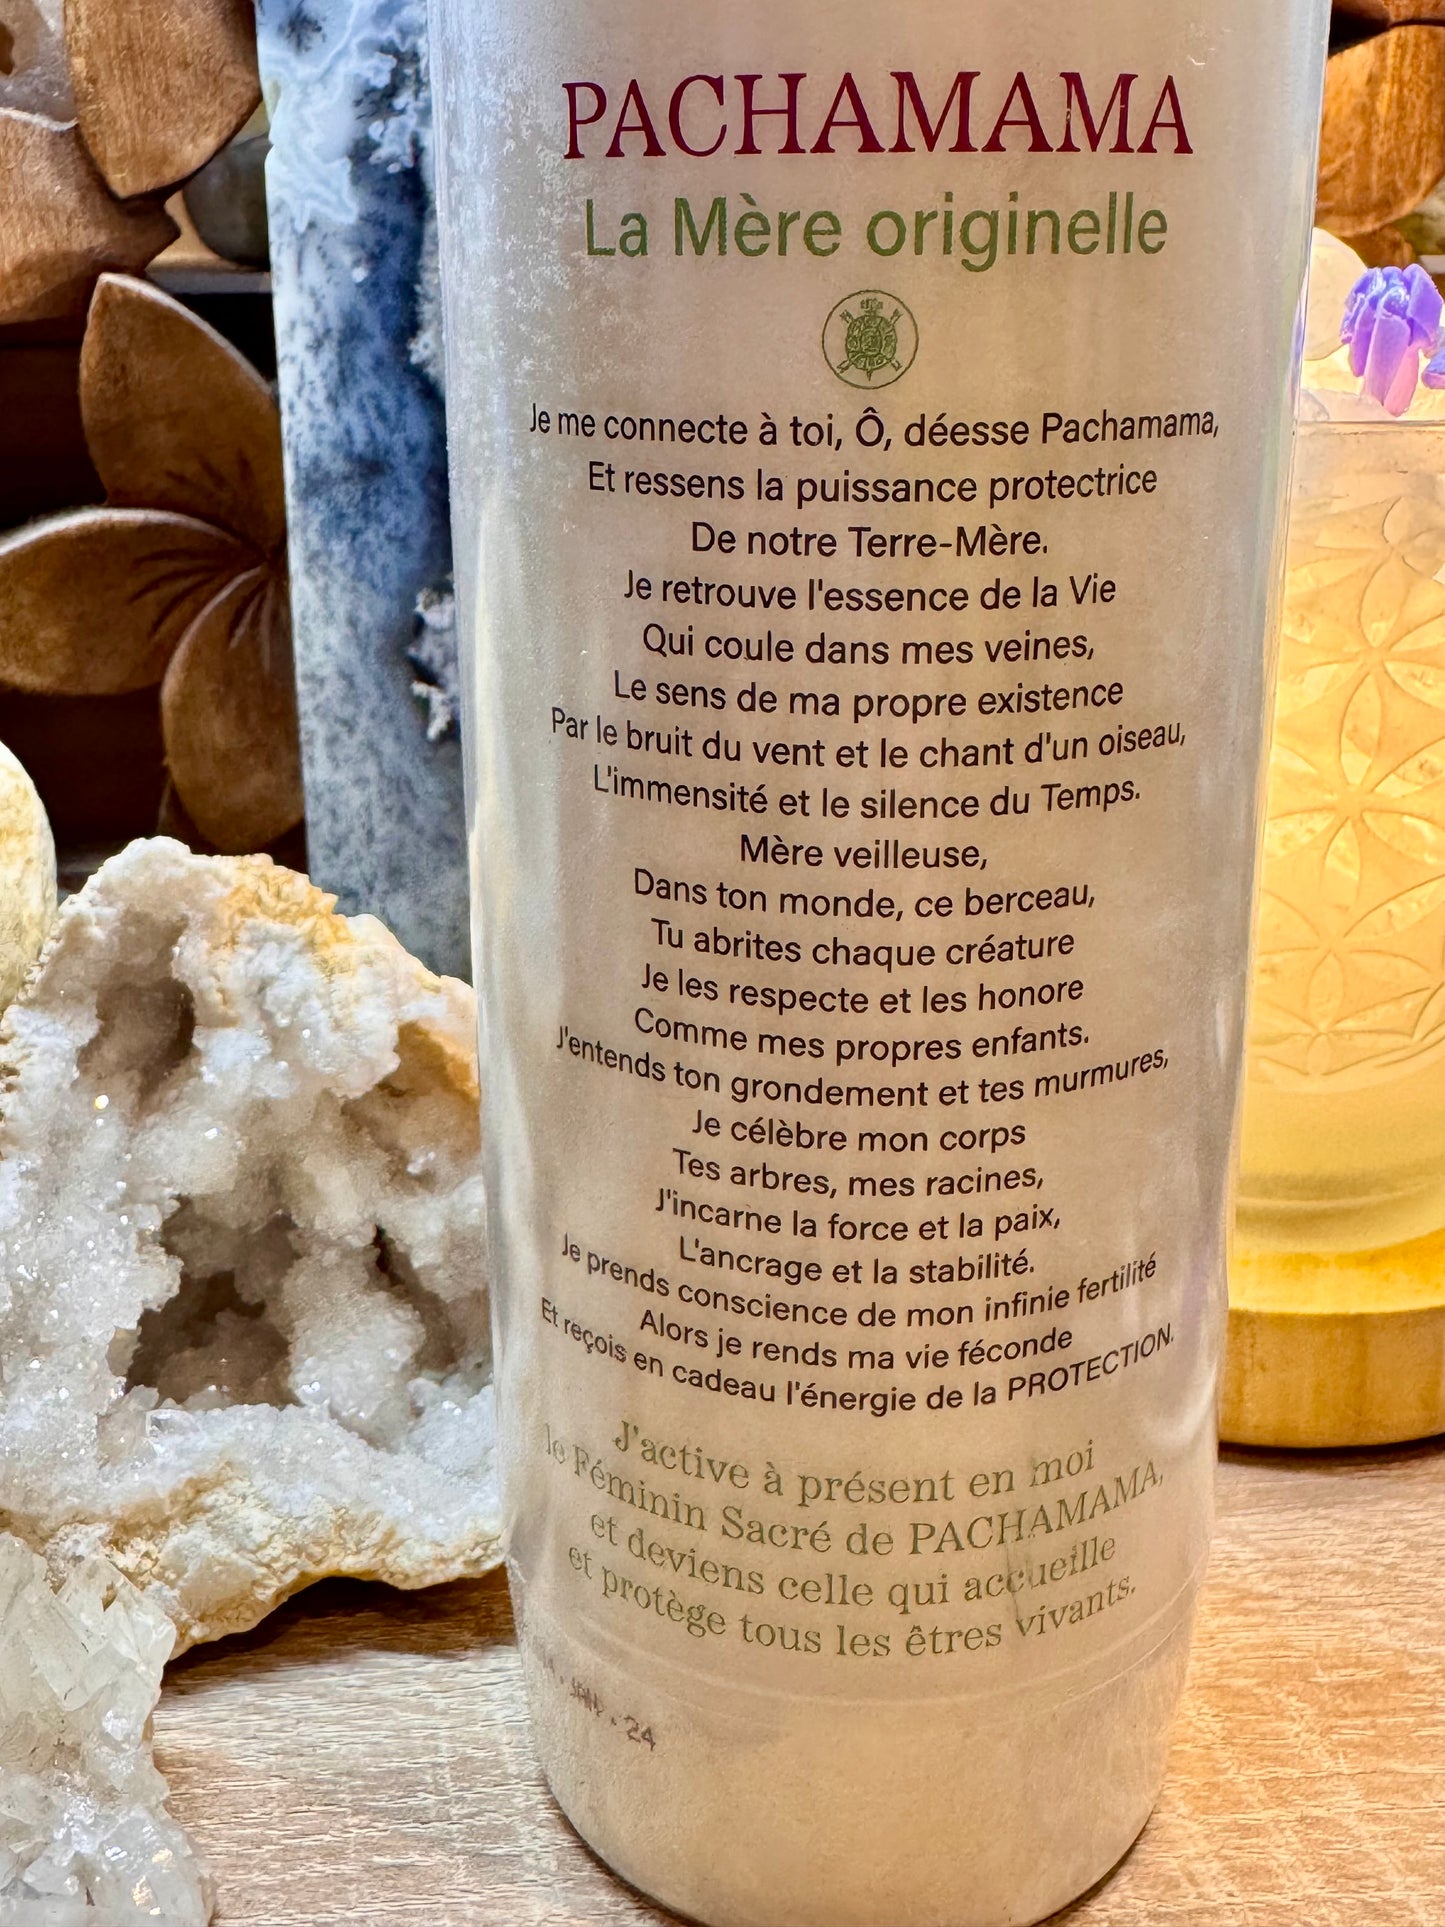 PACHAMAMA
La Mère originelle
Je me connecte à toi, Ô, déesse Pachamama,
Et ressens la puissance protectrice
De notre Terre-Mère.
Je retrouve l'essence de la Vie
Qui coule dans mes veines,
Le sens de ma propre existence
Par le bruit du vent et le chant d'un oiseau,
L'immensité et le silence du Temps.
Mère veilleuse,
Dans ton monde, ce berceau,
Tu abrites chaque créature
Je les respecte et les honore
Comme mes propres enfants.
J'entends ton grondement et tes murmures,
Je célèbre mon corps
Tes arbres, mes racines,
J'incarne la force et la paix,
L'ancrage et la stabilité.
Je prends conscience de mon infinie fertilité
Alors je rends ma vie féconde
Et reçois en cadeau l'énergie de la PROTECTION.
J'active à présent en moi
le Féminin Sacré de PACHAMAMA,
et deviens celle qui accueille
et protège tous les êtres vivants.
24